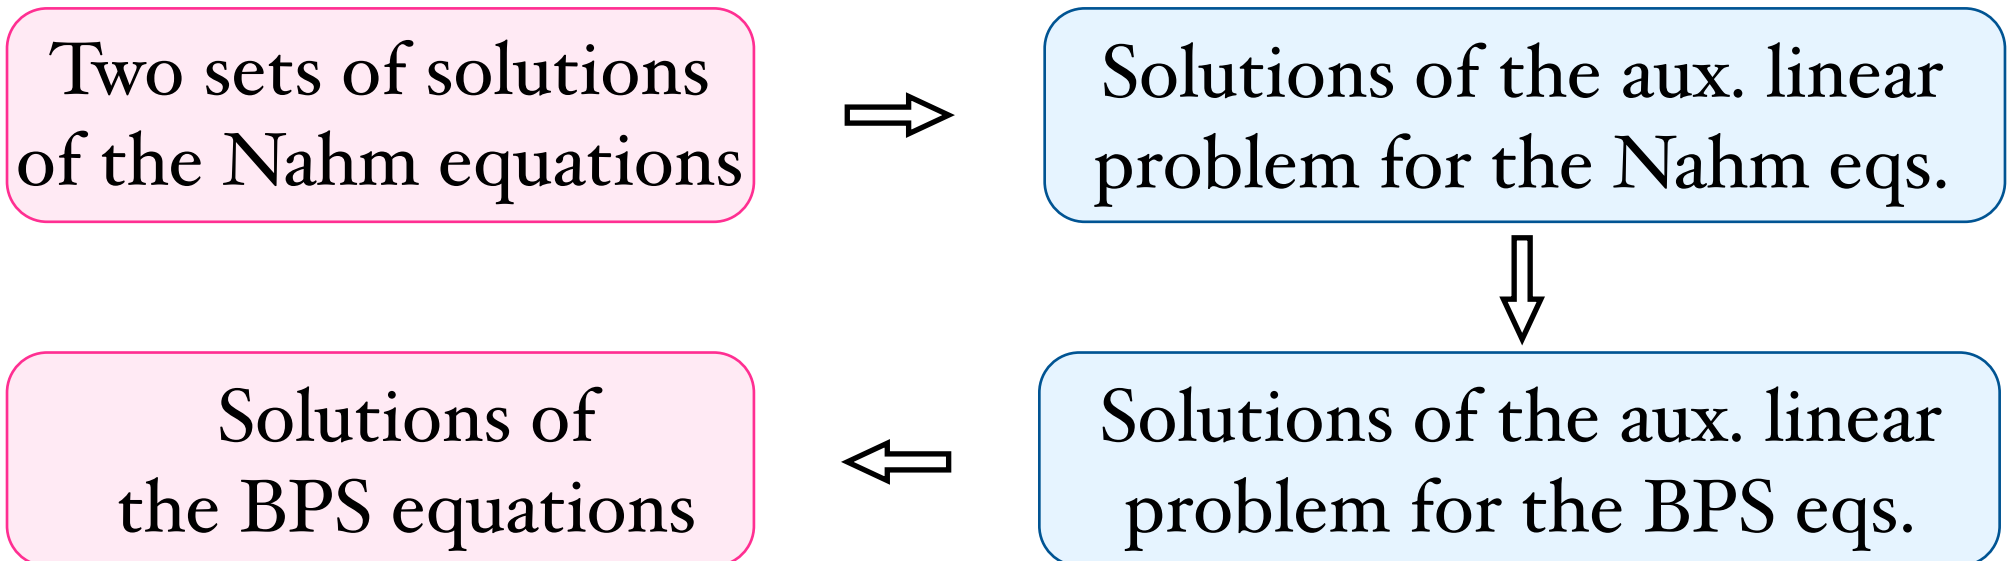 Two sets of solutions
of the Nahm equations
Solutions of the aux. linear
problem for the Nahm eqs.
Solutions of
the BPS equations
Solutions of the aux. linear
problem for the BPS eqs.